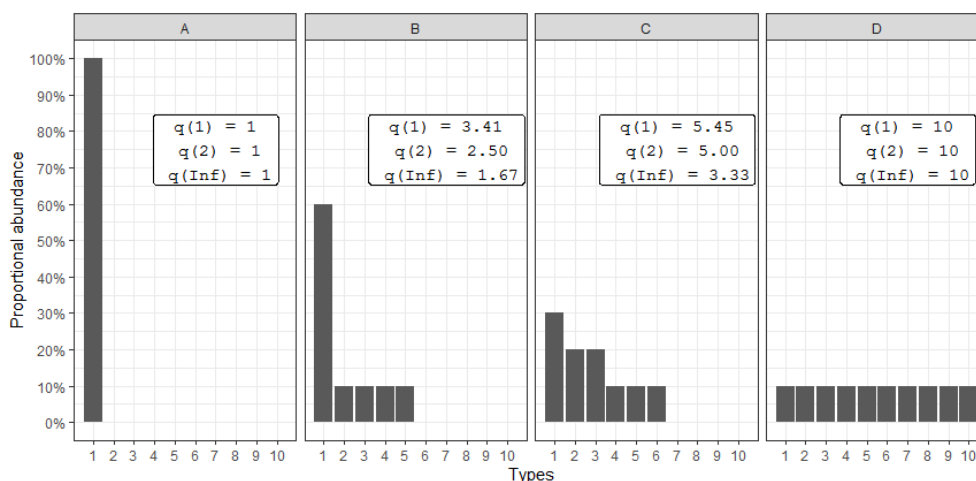 A B C D
Proportional abundance
100%
90%
80%
70%
60%
50%
40%
30%
20%
10%
0%
q(1) = 1
q(2) = 1
q(Inf) = 1
q(1) = 3.41
q(2) = 2.50
q(Inf) = 1.67
q(1) = 5.45
q(2) = 5.00
q(Inf) = 3.33
q(1) = 10
q(2) = 10
q(Inf) = 10
1 2 3 4 5 6 7 8 9 10 1 2 3 4 5 6 7 8 9 10 1 2 3 4 5 6 7 8 9 10 1 2 3 4 5 6 7 8 9 10
Types